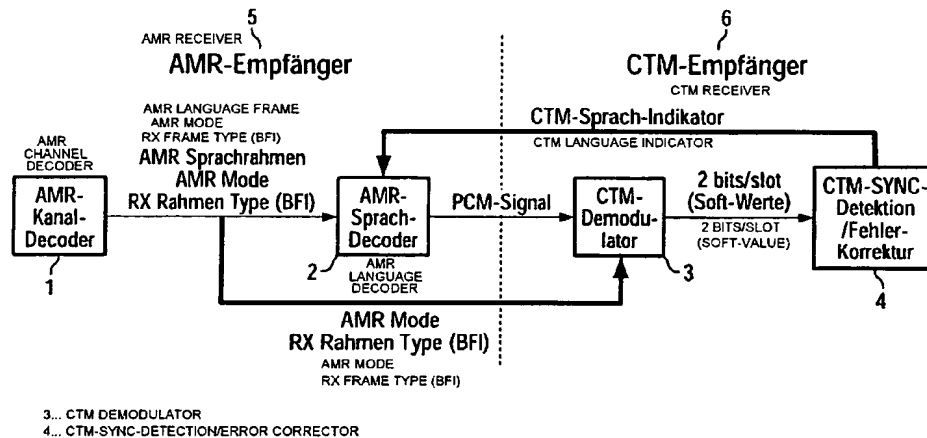 5
AMR RECEIVER
AMR-Empfänger
6
CTM-Empfänger
CTM RECEIVER
AMR LANGUAGE FRAME
AMR MODE
RX FRAME TYPE (BFI)
AMR Sprachrahmen
AMR Mode
RX Rahmen Type (BFI)
CTM-Sprach-Indikator
CTM LANGUAGE INDICATOR
AMR
CHANNEL
DECODER
AMR-
Kanal-
Decoder
1
AMR-
Sprach-
Decoder
2
AMR
LANGUAGE
DECODER
PCM-Signal
CTM-
Demodu-
lator
3
2 bits/slot
(Soft-Werte)
2 BITS/SLOT
(SOFT-VALUE)
CTM-SYNC-
Detektion
/Fehler-
Korrektur
4
AMR Mode
RX Rahmen Type (BFI)
AMR MODE
RX FRAME TYPE (BFI)
3... CTM DEMODULATOR
4... CTM-SYNC-DETECTION/ERROR CORRECTOR